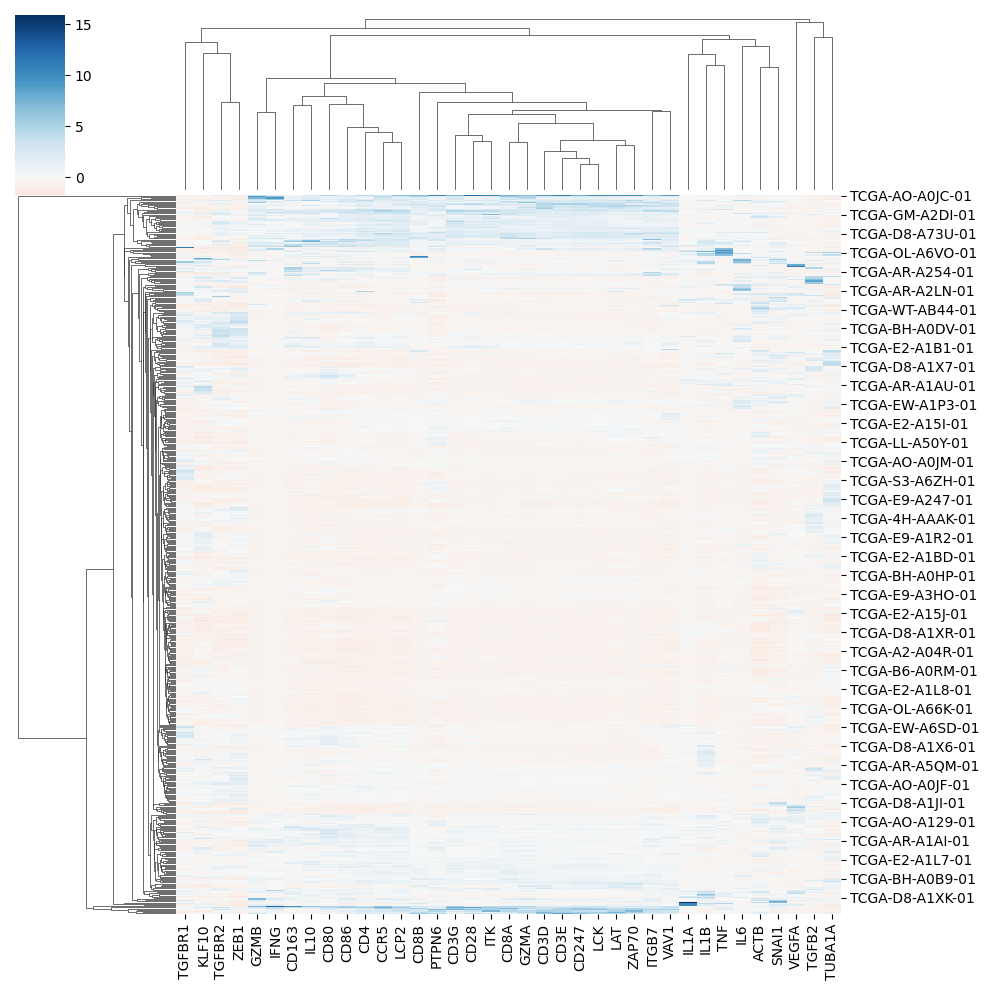 15
10
5
0
TCGA-AO-A0JC-01
TCGA-GM-A2DI-01
TCGA-D8-A73U-01
TCGA-OL-A6VO-01
TCGA-AR-A254-01
TCGA-AR-A2LN-01
TCGA-WT-AB44-01
TCGA-BH-A0DV-01
TCGA-E2-A1B1-01
TCGA-D8-A1X7-01
TCGA-AR-A1AU-01
TCGA-EW-A1P3-01
TCGA-E2-A15I-01
TCGA-LL-A50Y-01
TCGA-AO-A0JM-01
TCGA-S3-A6ZH-01
TCGA-E9-A247-01
TCGA-4H-AAAK-01
TCGA-E9-A1R2-01
TCGA-E2-A1BD-01
TCGA-BH-A0HP-01
TCGA-E9-A3HO-01
TCGA-E2-A15J-01
TCGA-D8-A1XR-01
TCGA-A2-A04R-01
TCGA-B6-A0RM-01
TCGA-E2-A1L8-01
TCGA-OL-A66K-01
TCGA-EW-A6SD-01
TCGA-D8-A1X6-01
TCGA-AR-A5QM-01
TCGA-AO-A0JF-01
TCGA-D8-A1JI-01
TCGA-AO-A129-01
TCGA-AR-A1AI-01
TCGA-E2-A1L7-01
TCGA-BH-A0B9-01
TCGA-D8-A1XK-01
TGFBR1
KLF10
TGFBR2
ZEB1
GZMB
IFNG
CD163
IL10
CD80
CD86
CD4
CCR5
LCP2
CD8B
PTPN6
CD3G
CD28
ITK
CD8A
GZMA
CD3D
CD3E
CD247
LCK
LAT
ZAP70
ITGB7
VAV1
IL1A
IL1B
TNF
IL6
ACTB
SNAI1
VEGFA
TGFB2
TUBA1A